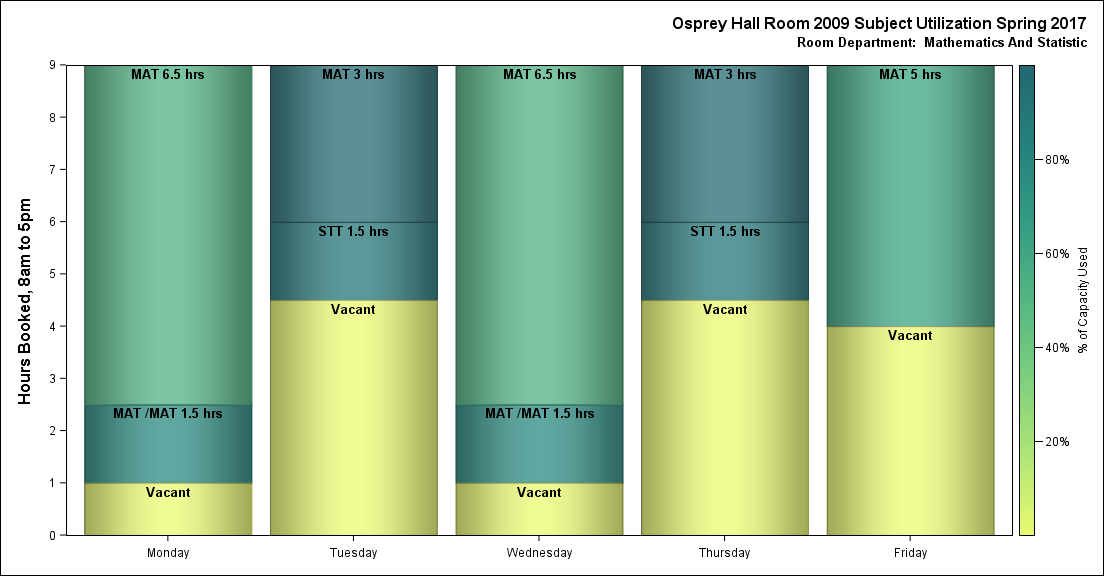 Osprey Hall Room 2009 Subject Utilization Spring 2017
Room Department: Mathematics And Statistic
Hours Booked, 8am to 5pm
9
8
7
6
5
4
3
2
1
0
MAT 6.5 hrs
MAT /MAT 1.5 hrs
Vacant
MAT 3 hrs
STT 1.5 hrs
Vacant
MAT 6.5 hrs
MAT /MAT 1.5 hrs
Vacant
MAT 3 hrs
STT 1.5 hrs
Vacant
MAT 5 hrs
Vacant
Monday
Tuesday
Wednesday
Thursday
Friday
80%
60%
40%
20%
% of Capacity Used